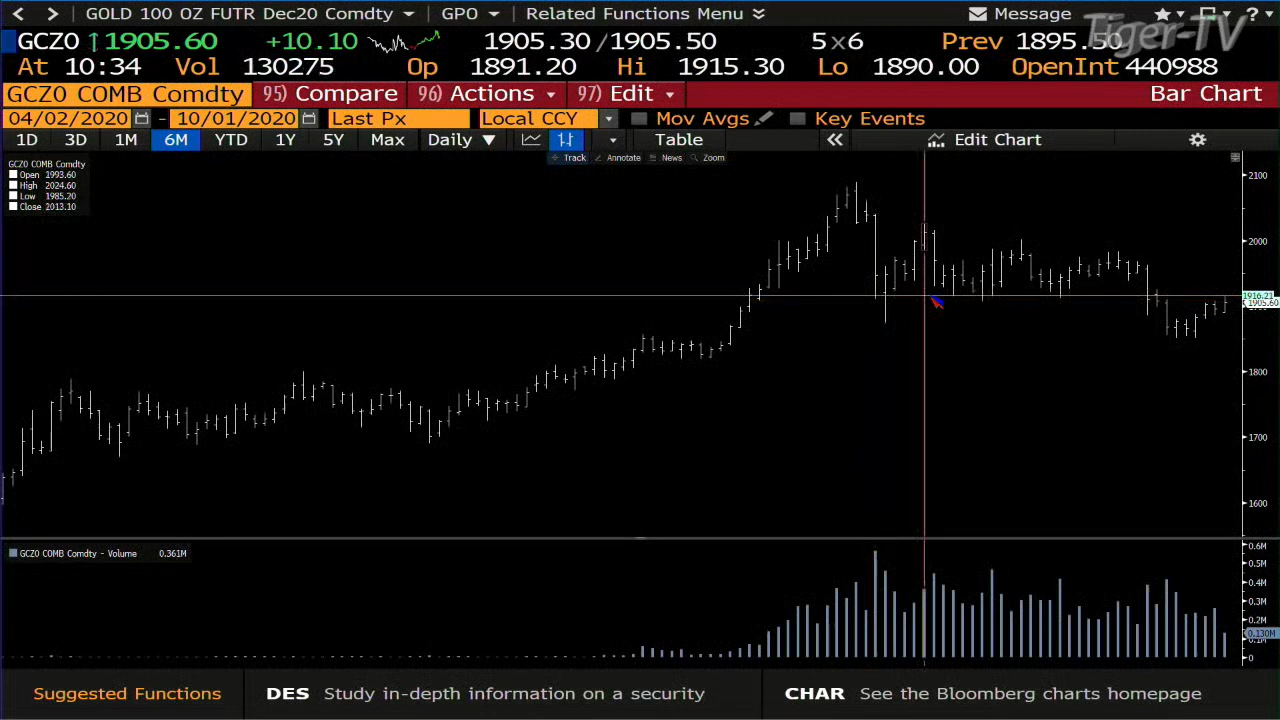 < > GOLD 100 OZ FUTR Dec20 Comdty GPO Related Functions Menu Message ?
GCZ0 ↑1905.60 +10.10 1905.30/1905.50 5x6 Prev 1895.50
Tiger-TV
At 10:34 Vol 130275 Op 1891.20 Hi 1915.30 Lo 1890.00 OpenInt 440988
GCZ0 COMB Comdty 95) Compare 96) Actions 97) Edit Bar Chart
04/02/2020 - 10/01/2020 Last Px Local CCY Mov Avgs Key Events
1D 3D 1M 6M YTD 1Y 5Y Max Daily ▼ Table « Edit Chart
Track Annotate News Zoom
GCZ0 COMB Comdty
Open 1993.60
High 2024.60
Low 1985.20
Close 2013.10
2100
2000
1916.21
1905.60
1800
1700
1600
GCZ0 COMB Comdty - Volume 0.361M
0.6M
0.5M
0.4M
0.3M
0.2M
0.130M
0.1M
0
Suggested Functions DES Study in-depth information on a security CHAR See the Bloomberg charts homepage